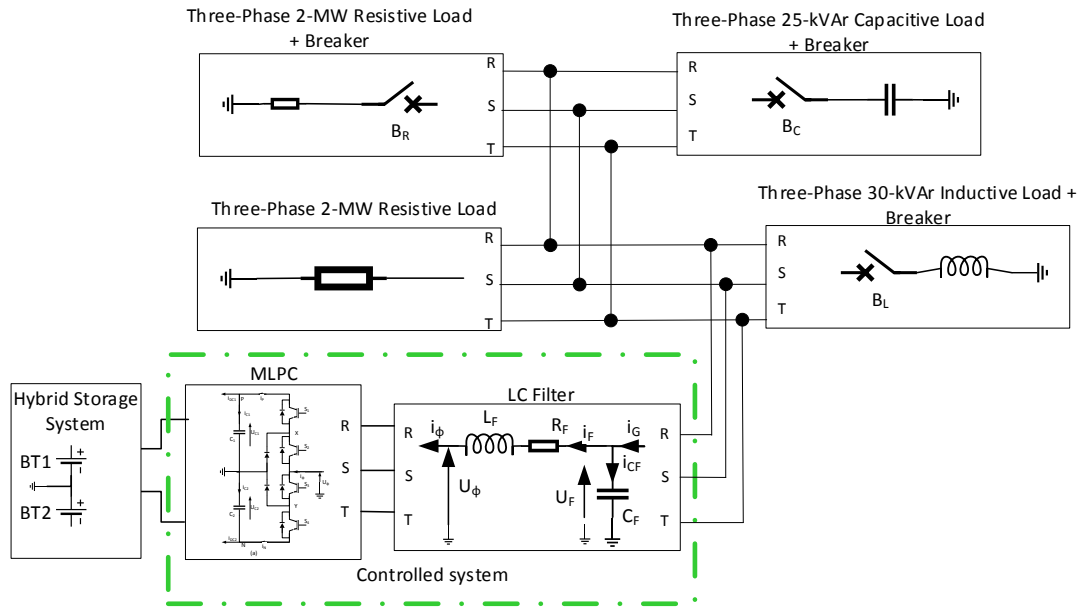 Three-Phase 2-MW Resistive Load
+ Breaker
R
S
T
B_R
Three-Phase 25-kVAr Capacitive Load
+ Breaker
R
S
T
B_C
Three-Phase 2-MW Resistive Load
R
S
T
Three-Phase 30-kVAr Inductive Load +
Breaker
R
S
T
B_L
Hybrid Storage
System
BT1
+
-
BT2
+
-
MLPC
P
C₁
X
Y
C₂
N
(a)
R
S
T
LC Filter
R
S
T
i_ϕ
L_F
R_F
i_F
i_G
i_CF
U_ϕ
U_F
C_F
R
S
T
Controlled system